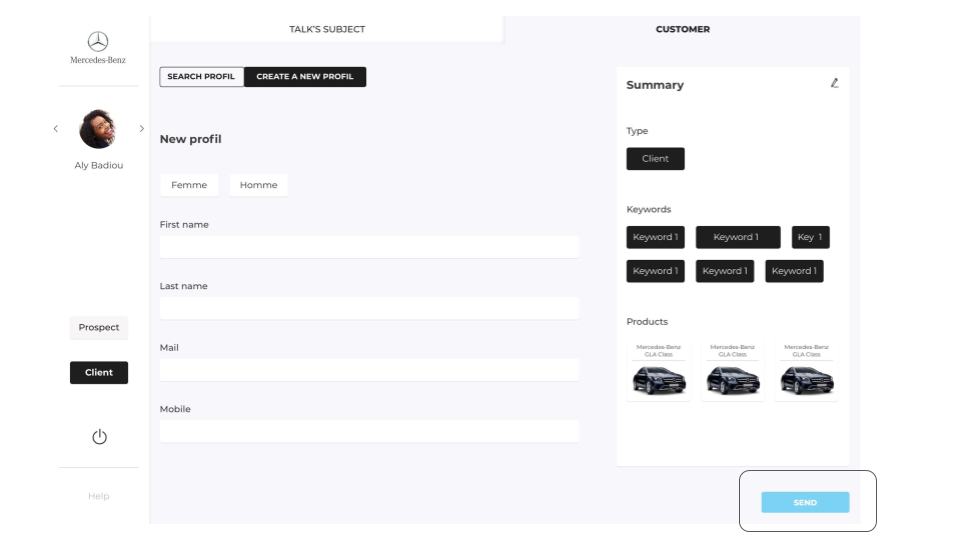 TALK'S SUBJECT
CUSTOMER
Mercedes-Benz
Aly Badiou
Prospect
Client
Help
SEARCH PROFIL
CREATE A NEW PROFIL
New profil
Femme
Homme
First name
Last name
Mail
Mobile
Summary
Type
Client
Keywords
Keyword 1 Keyword 1 Key 1
Keyword 1 Keyword 1 Keyword 1
Products
Mercedes-Benz Mercedes-Benz Mercedes-Benz
GLA Class GLA Class GLA Class
SEND